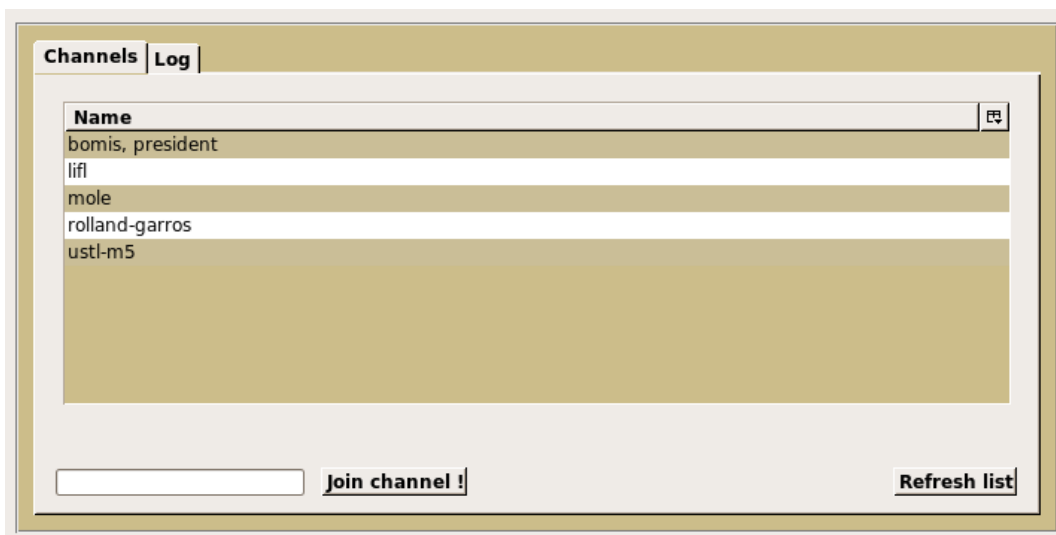 Channels Log
Name
bomis, president
lifl
mole
rolland-garros
ustl-m5
Join channel ! Refresh list